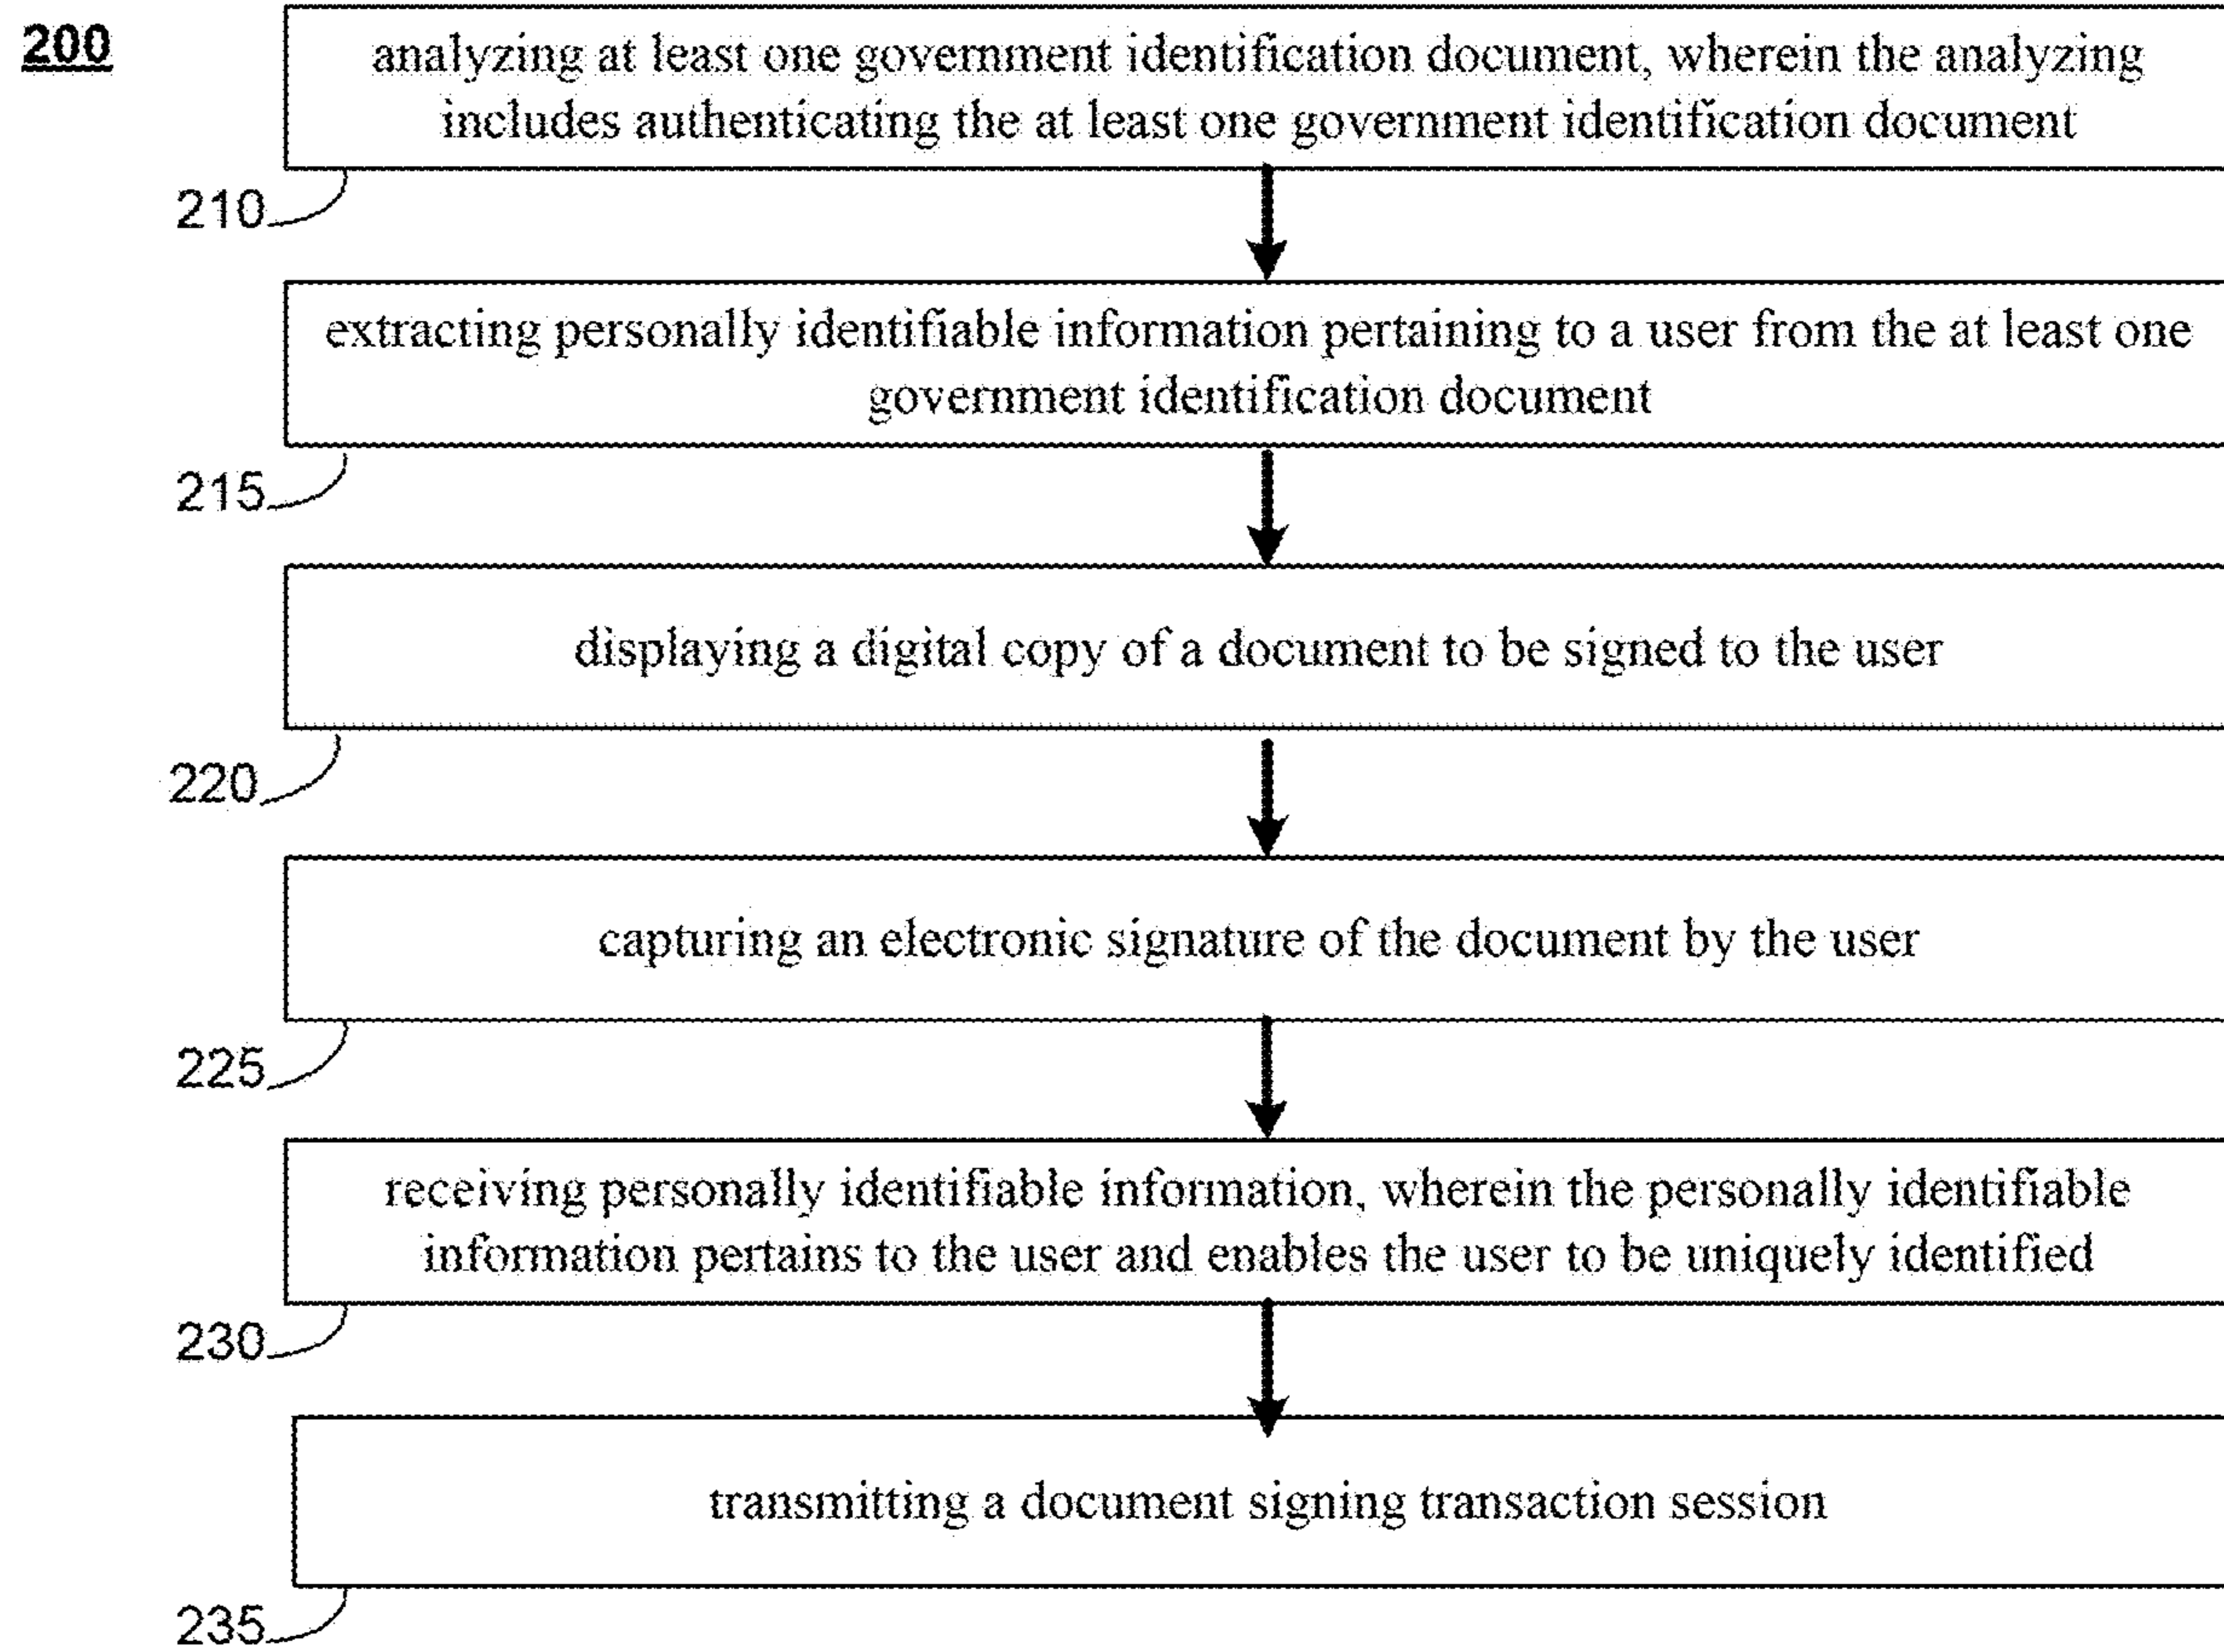 200
analyzing at least one government identification document, wherein the analyzing
includes authenticating the at least one government identification document
210
extracting personally identifiable information pertaining to a user from the at least one
government identification document
215
displaying a digital copy of a document to be signed to the user
220
capturing an electronic signature of the document by the user
225
receiving personally identifiable information, wherein the personally identifiable
information pertains to the user and enables the user to be uniquely identified
230
transmitting a document signing transaction session
235